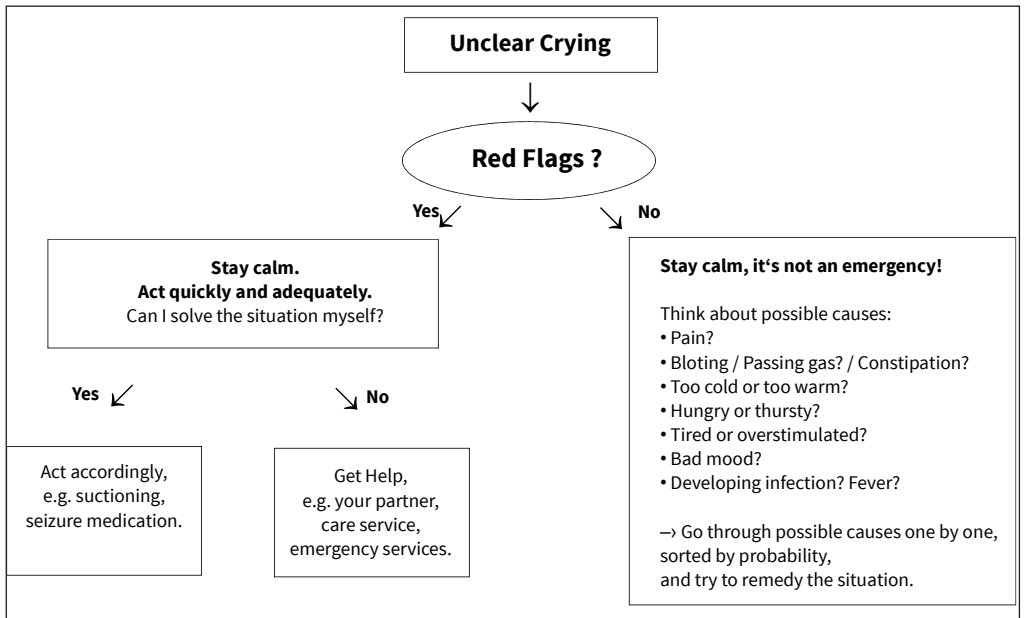 Unclear Crying
Red Flags ?
Yes
No
Stay calm.
Act quickly and adequately.
Can I solve the situation myself?
Yes
No
Act accordingly,
e.g. suctioning,
seizure medication.
Get Help,
e.g. your partner,
care service,
emergency services.
Stay calm, it‘s not an emergency!
Think about possible causes:
• Pain?
• Bloting / Passing gas? / Constipation?
• Too cold or too warm?
• Hungry or thursty?
• Tired or overstimulated?
• Bad mood?
• Developing infection? Fever?
—› Go through possible causes one by one,
sorted by probability,
and try to remedy the situation.